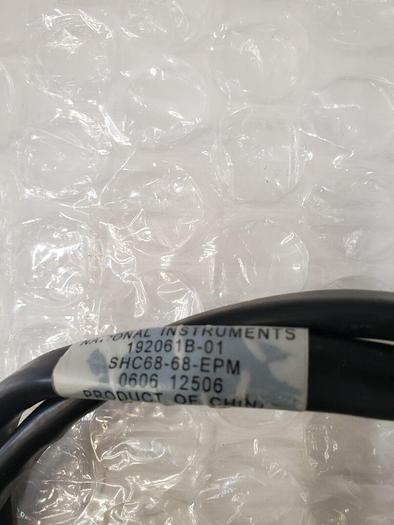 NATIONAL INSTRUMENTS
192061B-01
SHC68-68-EPM
0606 12506
PRODUCT OF CHINA